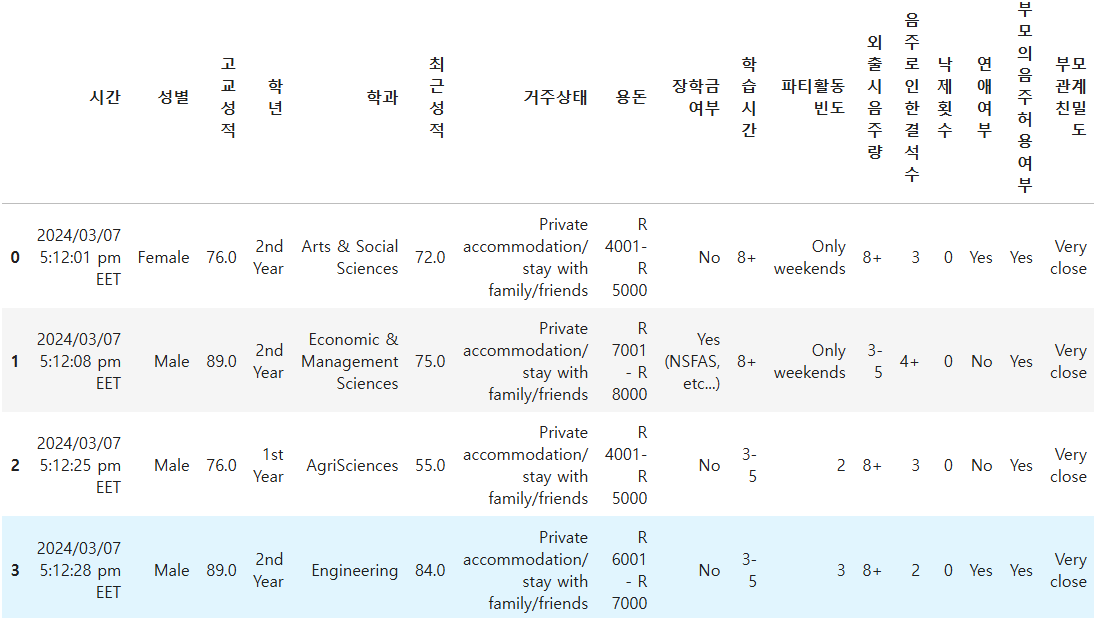 시간 성별 고교성적 학년 학과 최근성적 거주상태 용돈 장학금여부 학습시간 파티활동빈도 외출시음주량 음주로인한결석수 낙제횟수 연애여부 부모의음주허용여부 부모관계친밀도
0 2024/03/07 5:12:01 pm EET Female 76.0 2nd Year Arts & Social Sciences 72.0 Private accommodation/ stay with family/friends R 4001- R 5000 No 8+ Only weekends 8+ 3 0 Yes Yes Very close
1 2024/03/07 5:12:08 pm EET Male 89.0 2nd Year Economic & Management Sciences 75.0 Private accommodation/ stay with family/friends R 7001 - R 8000 Yes (NSFAS, etc...) 8+ Only weekends 3-5 4+ 0 No Yes Very close
2 2024/03/07 5:12:25 pm EET Male 76.0 1st Year AgriSciences 55.0 Private accommodation/ stay with family/friends R 4001- R 5000 No 3-5 2 8+ 3 0 No Yes Very close
3 2024/03/07 5:12:28 pm EET Male 89.0 2nd Year Engineering 84.0 Private accommodation/ stay with family/friends R 6001 - R 7000 No 3-5 3 8+ 2 0 Yes Yes Very close